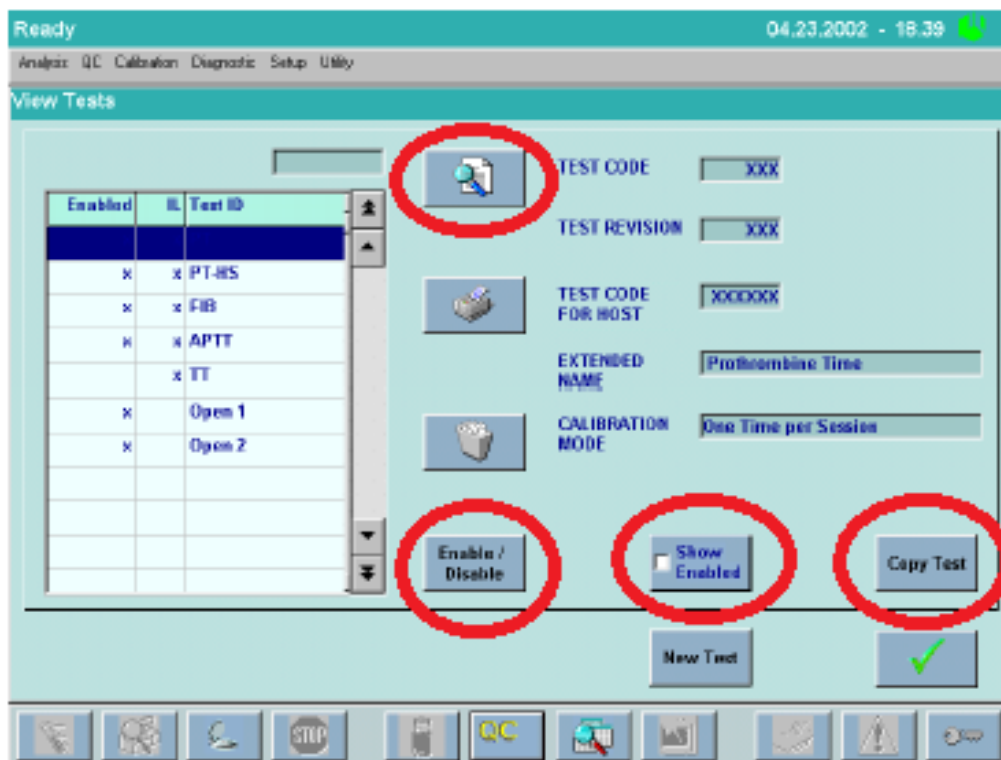 Ready 04.23.2002 - 18.39
Analysis QC Calibration Diagnostic Setup Utility
View Tests
Enabled IL Test ID
x x PT-HS
x x FIB
x x APTT
x TT
x Open 1
x Open 2
TEST CODE XXX
TEST REVISION XXX
TEST CODE
FOR HOST
XXXXXXX
EXTENDED
NAME
Prothrombine Time
CALIBRATION
MODE
One Time per Session
Enable /
Disable
Show
Enabled
Copy Test
New Test
STOP
QC